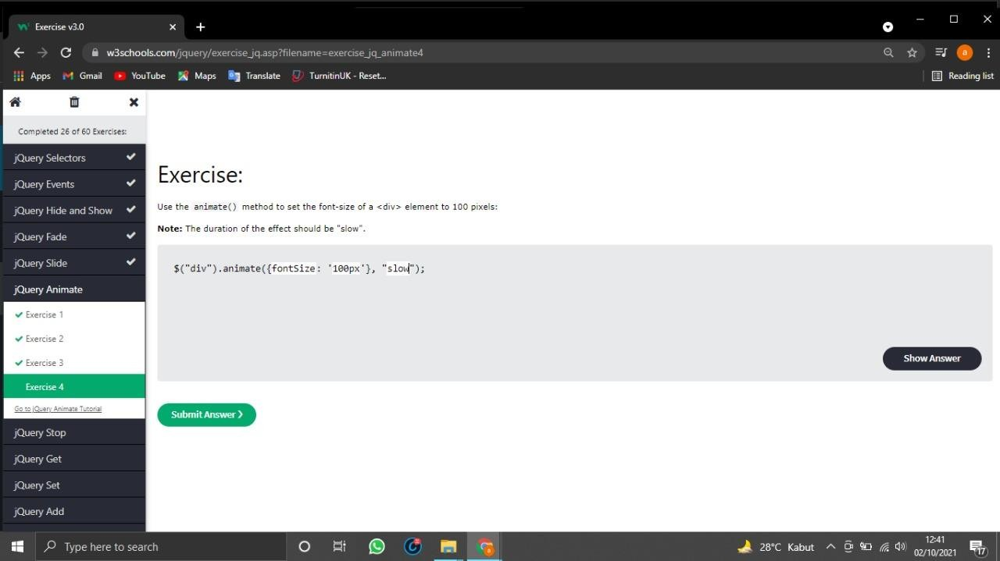 Exercise v3.0
w3schools.com/jquery/exercise_jq.asp?filename=exercise_jq_animate4
a
Apps Gmail YouTube Maps Translate TurnitinUK - Reset... Reading list
Completed 26 of 60 Exercises:
jQuery Selectors
jQuery Events
jQuery Hide and Show
jQuery Fade
jQuery Slide
jQuery Animate
Exercise 1
Exercise 2
Exercise 3
Exercise 4
Go to jQuery Animate Tutorial
jQuery Stop
jQuery Get
jQuery Set
jQuery Add
Exercise:
Use the animate() method to set the font-size of a <div> element to 100 pixels:
Note: The duration of the effect should be "slow".
$("div").animate({fontSize: '100px'}, "slow");
Show Answer
Submit Answer ❯
Type here to search
28°C Kabut
12:41
02/10/2021
17